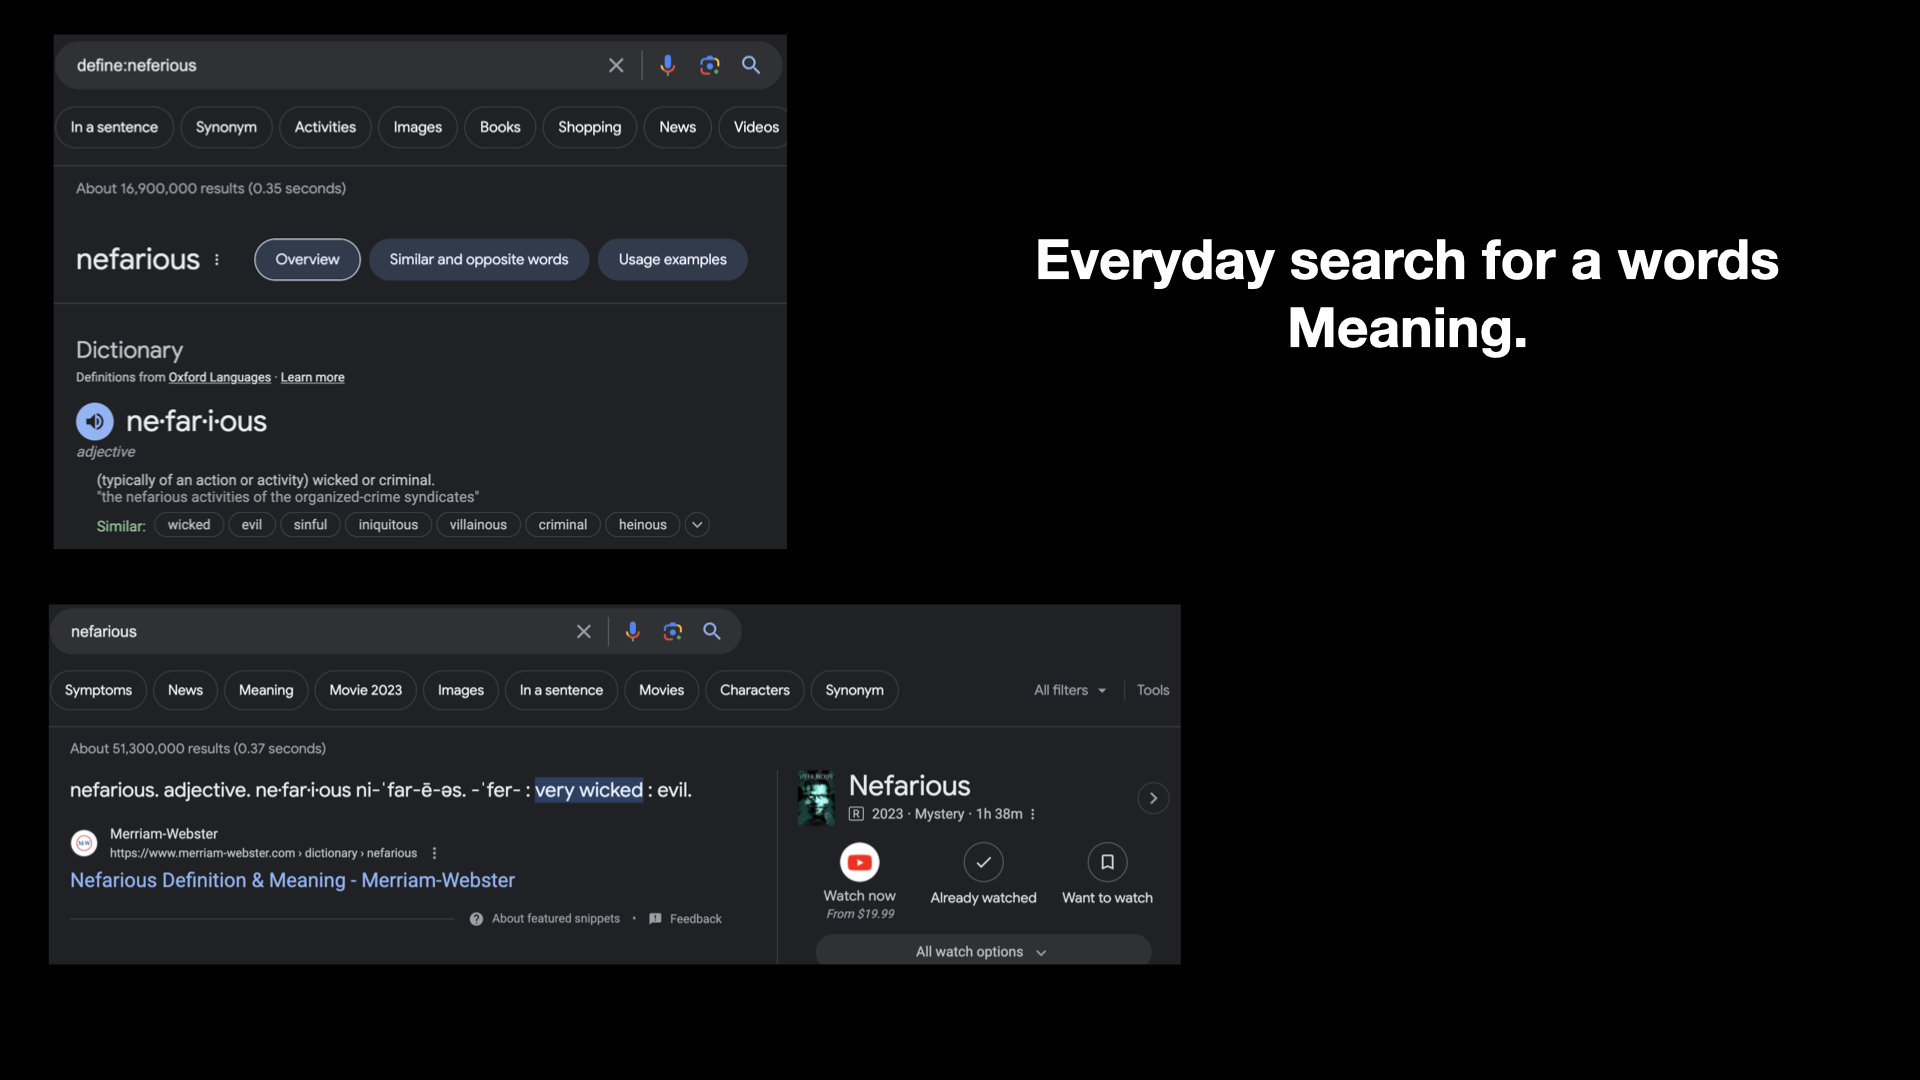 define:neferious
In a sentence Synonym Activities Images Books Shopping News Videos
About 16,900,000 results (0.35 seconds)
nefarious Overview Similar and opposite words Usage examples
Dictionary
Definitions from Oxford Languages · Learn more
ne·far·i·ous
adjective
(typically of an action or activity) wicked or criminal.
"the nefarious activities of the organized-crime syndicates"
Similar: wicked evil sinful iniquitous villainous criminal heinous
Everyday search for a words
Meaning.
nefarious
Symptoms News Meaning Movie 2023 Images In a sentence Movies Characters Synonym All filters Tools
About 51,300,000 results (0.37 seconds)
nefarious. adjective. ne·far·i·ous ni-ˈfar-ē-əs. -ˈfer- : very wicked : evil.
Merriam-Webster
https://www.merriam-webster.com › dictionary › nefarious
Nefarious Definition & Meaning - Merriam-Webster
About featured snippets · Feedback
NEFARIOUS
Nefarious
R 2023 · Mystery · 1h 38m
Watch now Already watched Want to watch
From $19.99
All watch options